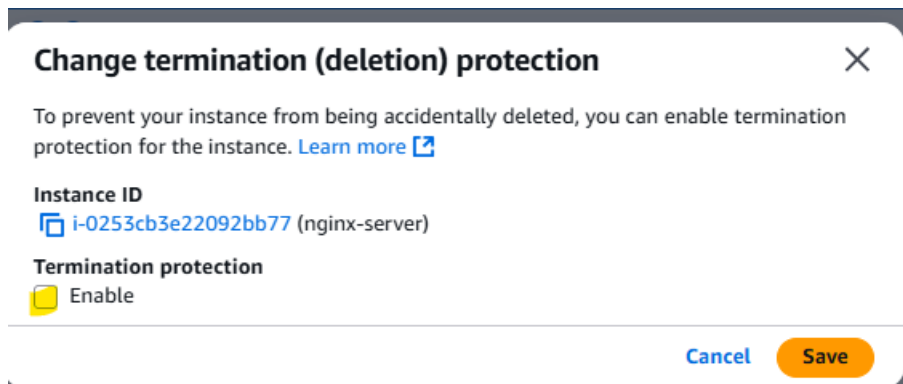 Change termination (deletion) protection
To prevent your instance from being accidentally deleted, you can enable termination
protection for the instance. Learn more
Instance ID
i-0253cb3e22092bb77 (nginx-server)
Termination protection
Enable
Cancel Save